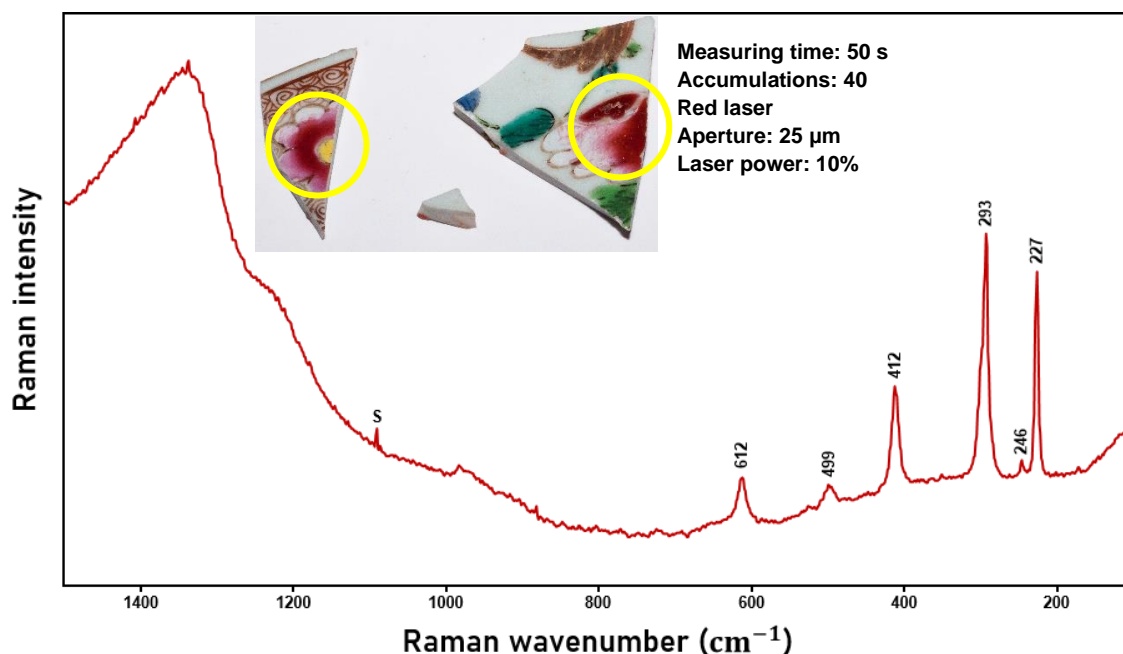 Measuring time: 50 s
Accumulations: 40
Red laser
Aperture: 25 µm
Laser power: 10%
Raman intensity
S
612
499
412
293
246
227
1400
1200
1000
800
600
400
200
Raman wavenumber (cm⁻¹)